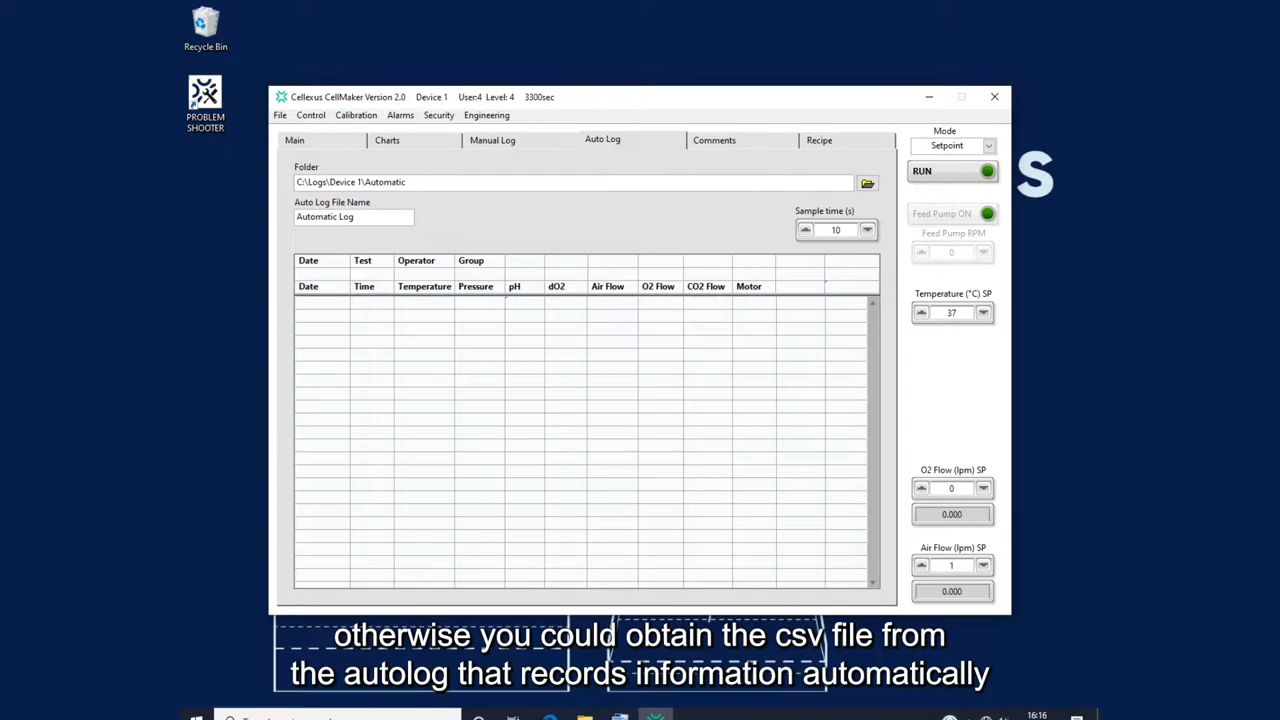 Recycle Bin
PROBLEM
SHOOTER
Cellexus CellMaker Version 2.0 Device 1 User:4 Level: 4 3300sec
File Control Calibration Alarms Security Engineering
Main Charts Manual Log Auto Log Comments Recipe
Mode
Setpoint
RUN
S
Folder
C:\Logs\Device 1\Automatic
Auto Log File Name
Automatic Log
Sample time (s)
10
Feed Pump ON
Feed Pump RPM
0
Date Test Operator Group
Date Time Temperature Pressure pH dO2 Air Flow O2 Flow CO2 Flow Motor
Temperature (°C) SP
37
O2 Flow (lpm) SP
0
0.000
Air Flow (lpm) SP
1
0.000
otherwise you could obtain the csv file from
the autolog that records information automatically
16:16